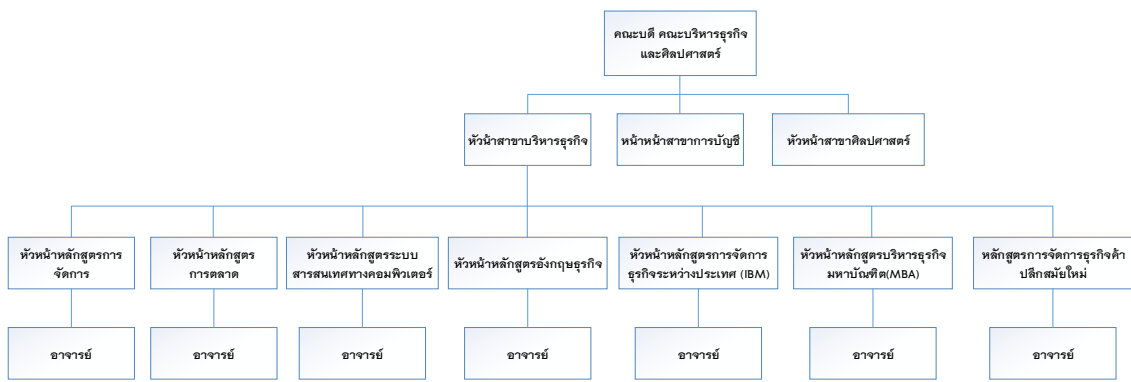 คณะบดี คณะบริหารธุรกิจ
และศิลปศาสตร์
หัวน้าสาขาบริหารธุรกิจ
หน้าหน้าสาขาการบัญชี
หัวหน้าสาขาศิลปศาสตร์
หัวหน้าหลักสูตรการ
จัดการ
หัวหน้าหลักสูตร
การตลาด
หัวหน้าหลักสูตรระบบ
สารสนเทศทางคอมพิวเตอร์
หัวหน้าหลักสูตรอังกฤษธุรกิจ
หัวหน้าหลักสูตรการจัดการ
ธุรกิจระหว่างประเทศ (IBM)
หัวหน้าหลักสูตรบริหารธุรกิจ
มหาบัณฑิต(MBA)
หลักสูตรการจัดการธุรกิจค้า
ปลีกสมัยใหม่
อาจารย์
อาจารย์
อาจารย์
อาจารย์
อาจารย์
อาจารย์
อาจารย์